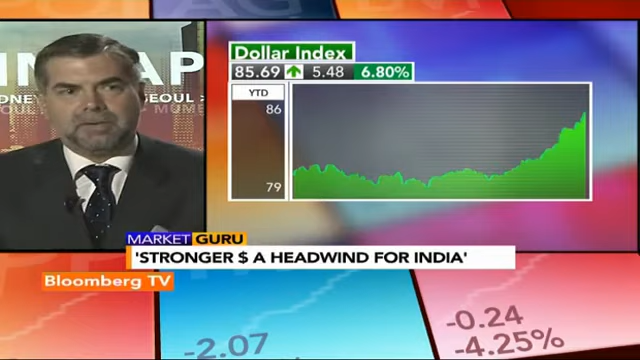 Dollar Index
85.69 5.48 6.80%
YTD
86
79
SEOUL
MARKET GURU
'STRONGER $ A HEADWIND FOR INDIA'
Bloomberg TV
-2.07
-0.24
-4.25%